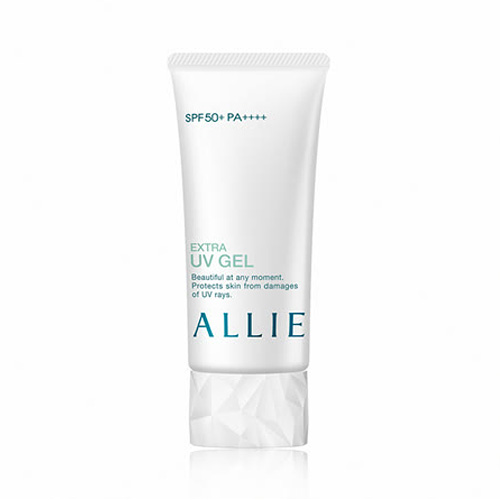 SPF50+ PA++++
EXTRA
UV GEL
Beautiful at any moment.
Protects skin from damages
of UV rays.
ALLIE